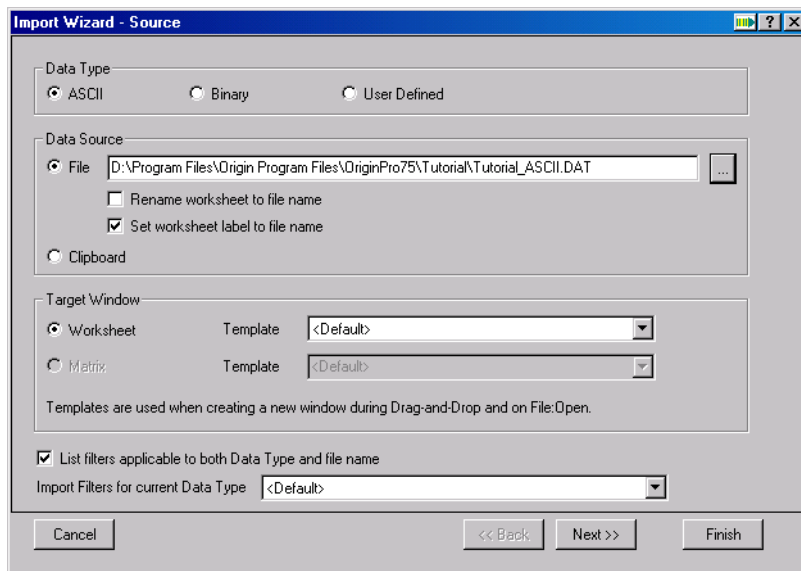 Import Wizard - Source
Data Type
ASCII Binary User Defined
Data Source
File D:\Program Files\Origin Program Files\OriginPro75\Tutorial\Tutorial_ASCII.DAT ...
Rename worksheet to file name
Set worksheet label to file name
Clipboard
Target Window
Worksheet Template <Default>
Matrix Template <Default>
Templates are used when creating a new window during Drag-and-Drop and on File:Open.
List filters applicable to both Data Type and file name
Import Filters for current Data Type <Default>
Cancel << Back Next >> Finish